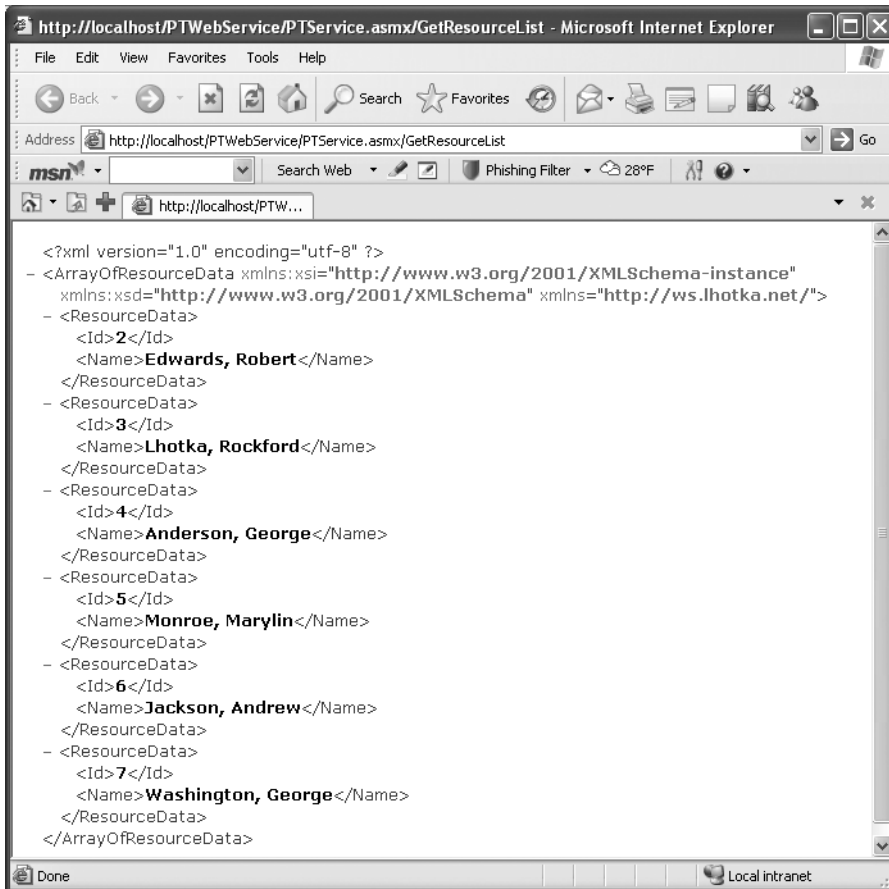 http://localhost/PTWebService/PTService.asmx/GetResourceList - Microsoft Internet Explorer
File Edit View Favorites Tools Help
Back Search Favorites
Address http://localhost/PTWebService/PTService.asmx/GetResourceList Go
msn Search Web Phishing Filter 28°F
http://localhost/PTW...
<?xml version="1.0" encoding="utf-8" ?>
- <ArrayOfResourceData xmlns:xsi="http://www.w3.org/2001/XMLSchema-instance"
xmlns:xsd="http://www.w3.org/2001/XMLSchema" xmlns="http://ws.lhotka.net/">
- <ResourceData>
<Id>2</Id>
<Name>Edwards, Robert</Name>
</ResourceData>
- <ResourceData>
<Id>3</Id>
<Name>Lhotka, Rockford</Name>
</ResourceData>
- <ResourceData>
<Id>4</Id>
<Name>Anderson, George</Name>
</ResourceData>
- <ResourceData>
<Id>5</Id>
<Name>Monroe, Marylin</Name>
</ResourceData>
- <ResourceData>
<Id>6</Id>
<Name>Jackson, Andrew</Name>
</ResourceData>
- <ResourceData>
<Id>7</Id>
<Name>Washington, George</Name>
</ResourceData>
</ArrayOfResourceData>
Done Local intranet